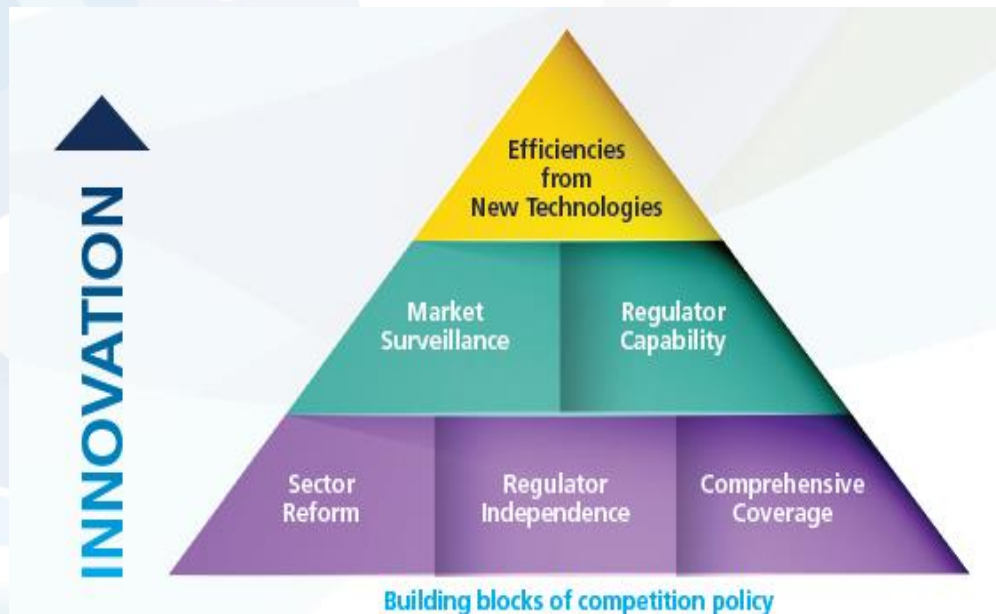 INNOVATION
Efficiencies
from
New Technologies
Market
Surveillance
Regulator
Capability
Sector
Reform
Regulator
Independence
Comprehensive
Coverage
Building blocks of competition policy